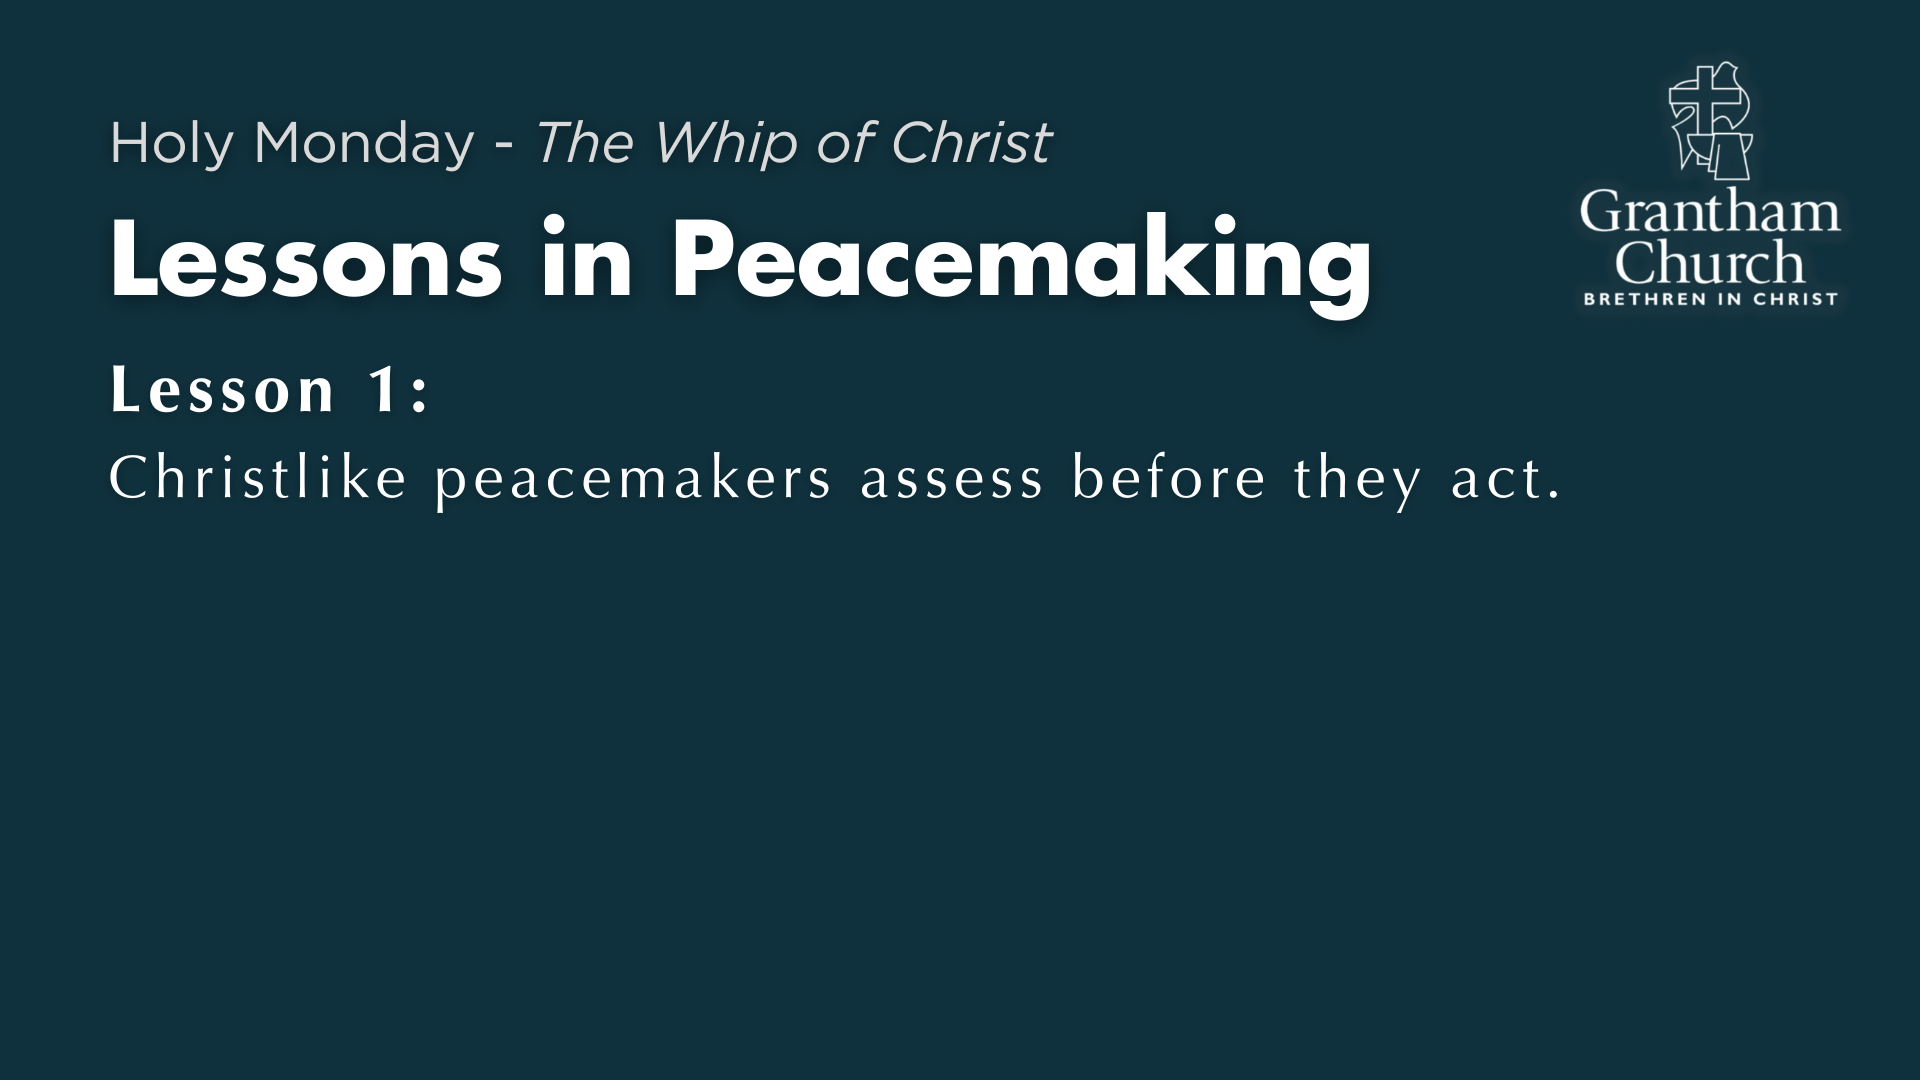 Holy Monday - The Whip of Christ
Lessons in Peacemaking
Grantham
Church
BRETHREN IN CHRIST
Lesson 1:
Christlike peacemakers assess before they act.